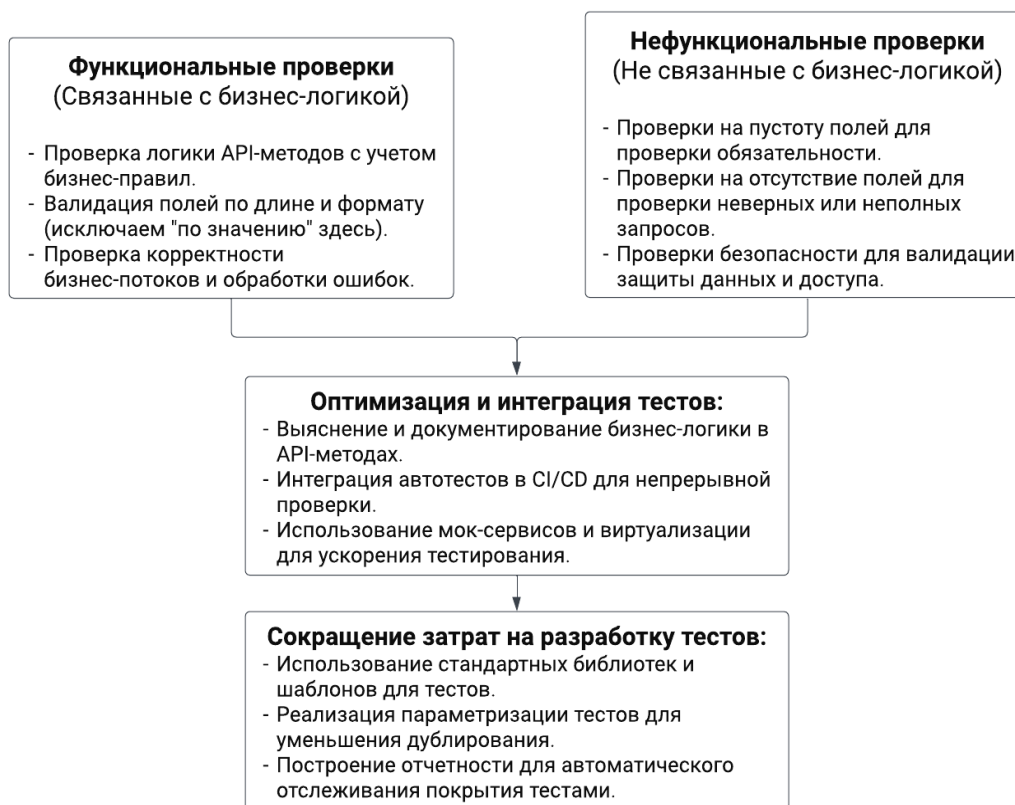 Функциональные проверки
(Связанные с бизнес-логикой)
- Проверка логики API-методов с учетом
бизнес-правил.
- Валидация полей по длине и формату
(исключаем "по значению" здесь).
- Проверка корректности
бизнес-потоков и обработки ошибок.
Нефункциональные проверки
(Не связанные с бизнес-логикой)
- Проверки на пустоту полей для
проверки обязательности.
- Проверки на отсутствие полей для
проверки неверных или неполных
запросов.
- Проверки безопасности для валидации
защиты данных и доступа.
Оптимизация и интеграция тестов:
- Выяснение и документирование бизнес-логики в
API-методах.
- Интеграция автотестов в CI/CD для непрерывной
проверки.
- Использование мок-сервисов и виртуализации
для ускорения тестирования.
Сокращение затрат на разработку тестов:
- Использование стандартных библиотек и
шаблонов для тестов.
- Реализация параметризации тестов для
уменьшения дублирования.
- Построение отчетности для автоматического
отслеживания покрытия тестами.